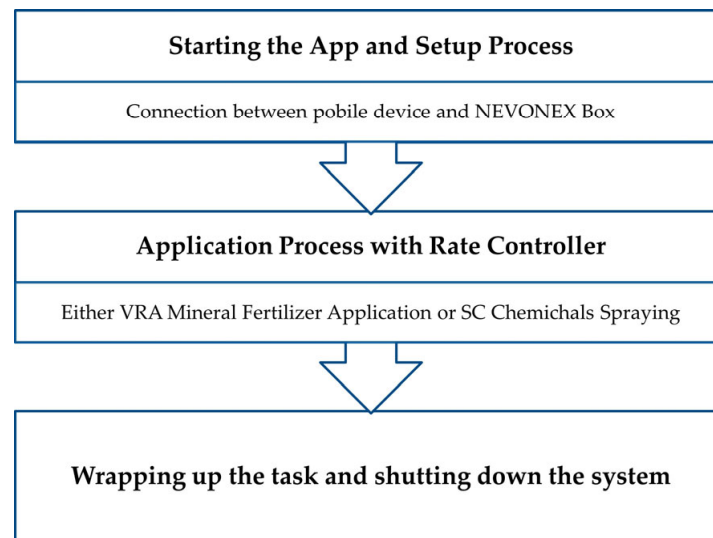 Starting the App and Setup Process
Connection between pobile device and NEVONEX Box
Application Process with Rate Controller
Either VRA Mineral Fertilizer Application or SC Chemichals Spraying
Wrapping up the task and shutting down the system